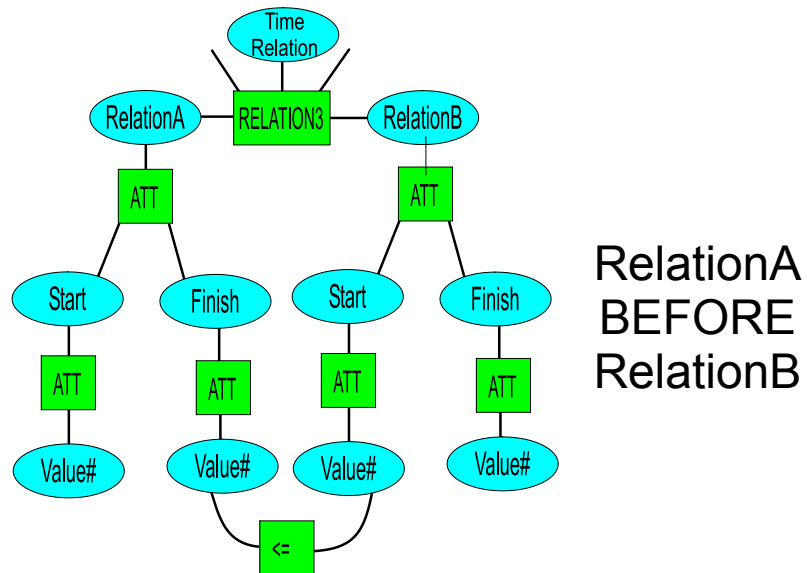 Time
Relation
RelationA
RELATION3
RelationB
ATT
ATT
RelationA
BEFORE
RelationB
Start
Finish
Start
Finish
ATT
ATT
ATT
ATT
Value#
Value#
Value#
Value#
<=